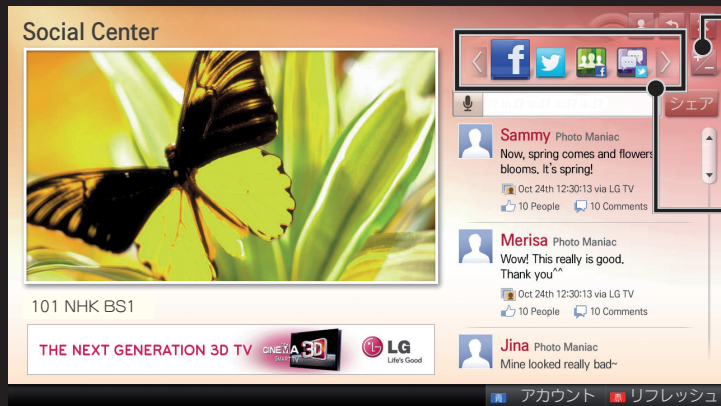 Social Center
シェア
Sammy Photo Maniac
Now, spring comes and flowers
blooms. It's spring!
Oct 24th 12:30:13 via LG TV
10 People 10 Comments
Merisa Photo Maniac
Wow! This really is good.
Thank you^^
Oct 24th 12:30:13 via LG TV
10 People 10 Comments
Jina Photo Maniac
Mine looked really bad~
101 NHK BS1
THE NEXT GENERATION 3D TV CINEMA 3D SMART TV LG Life's Good
青 アカウント 赤 リフレッシュ